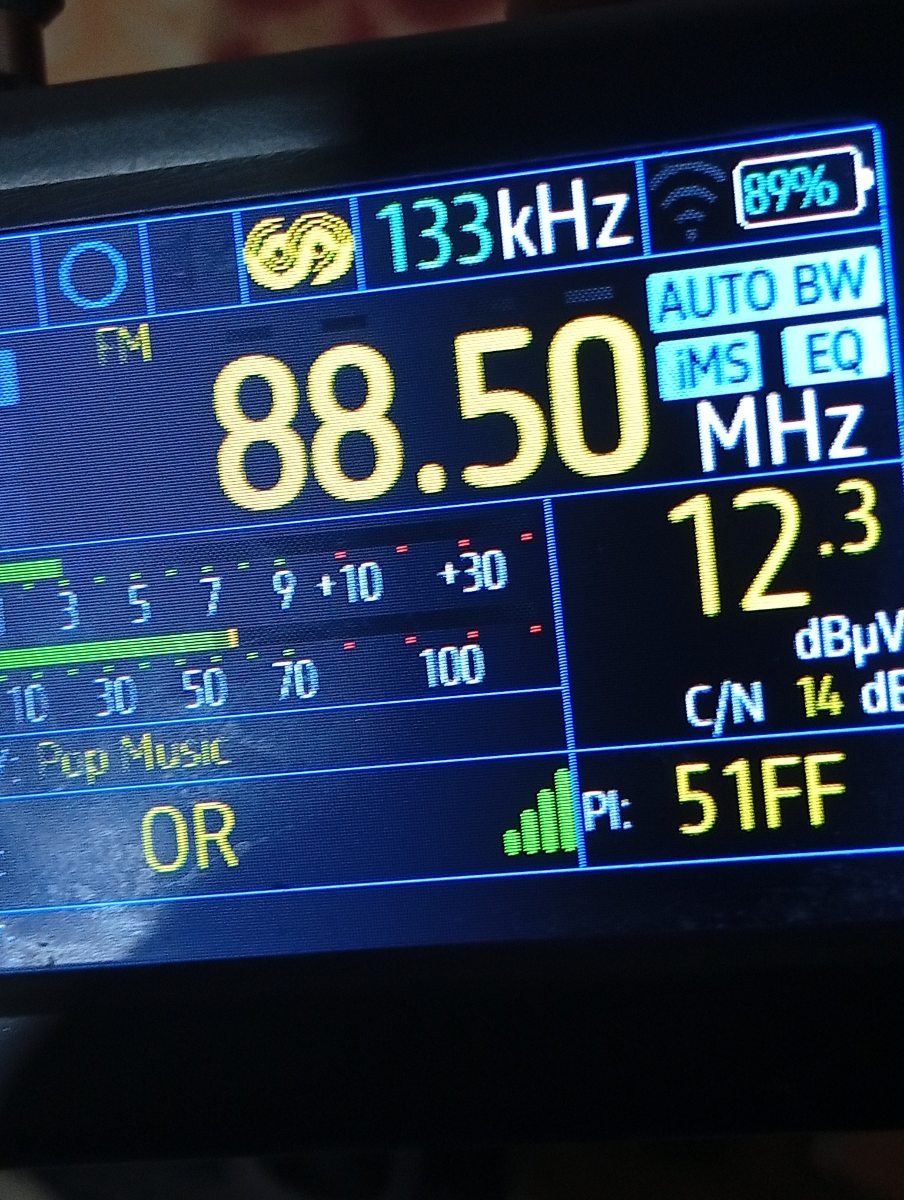 133kHz 89%
AUTO BW
FM 88.50 iMS EQ
MHz
12.3
3 5 7 9 +10 +30
dBµV
10 30 50 70 100
C/N 14 dB
Pop Music
OR PI: 51FF